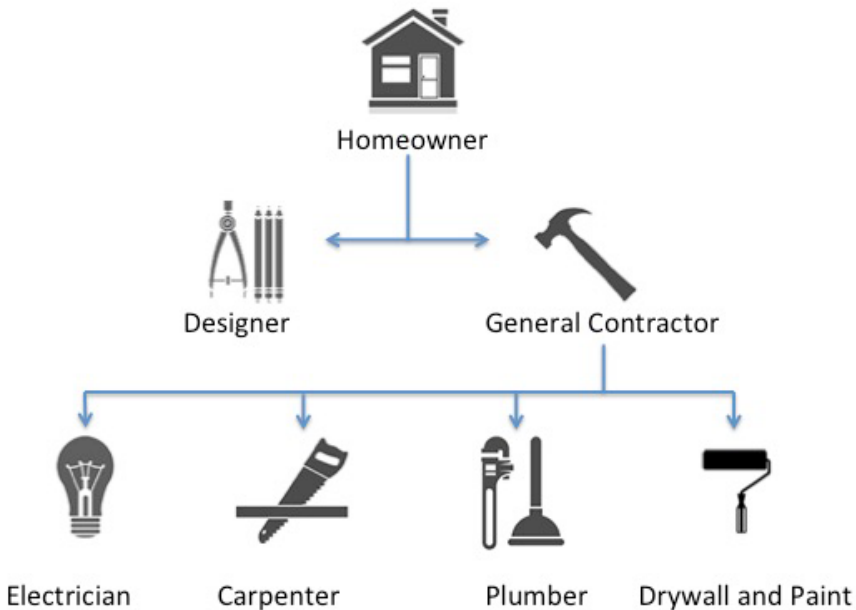 Homeowner
Designer
General Contractor
Electrician
Carpenter
Plumber
Drywall and Paint